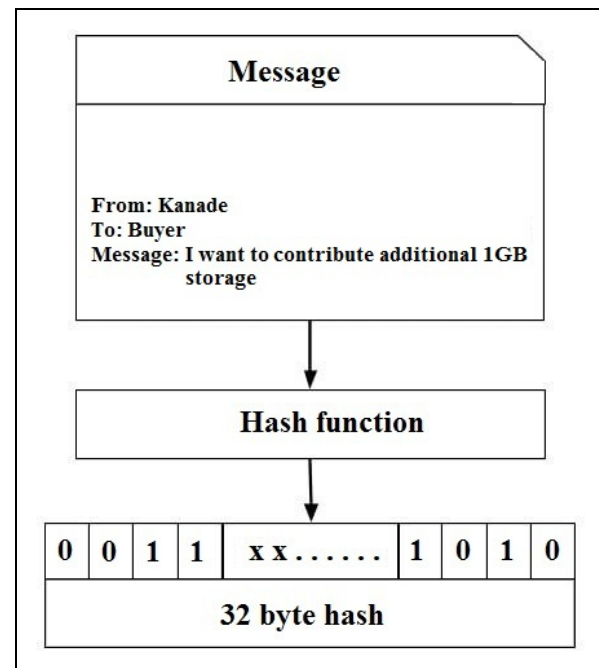 Message
From: Kanade
To: Buyer
Message: I want to contribute additional 1GB
storage
Hash function
0 0 1 1 x x . . . . . . 1 0 1 0
32 byte hash